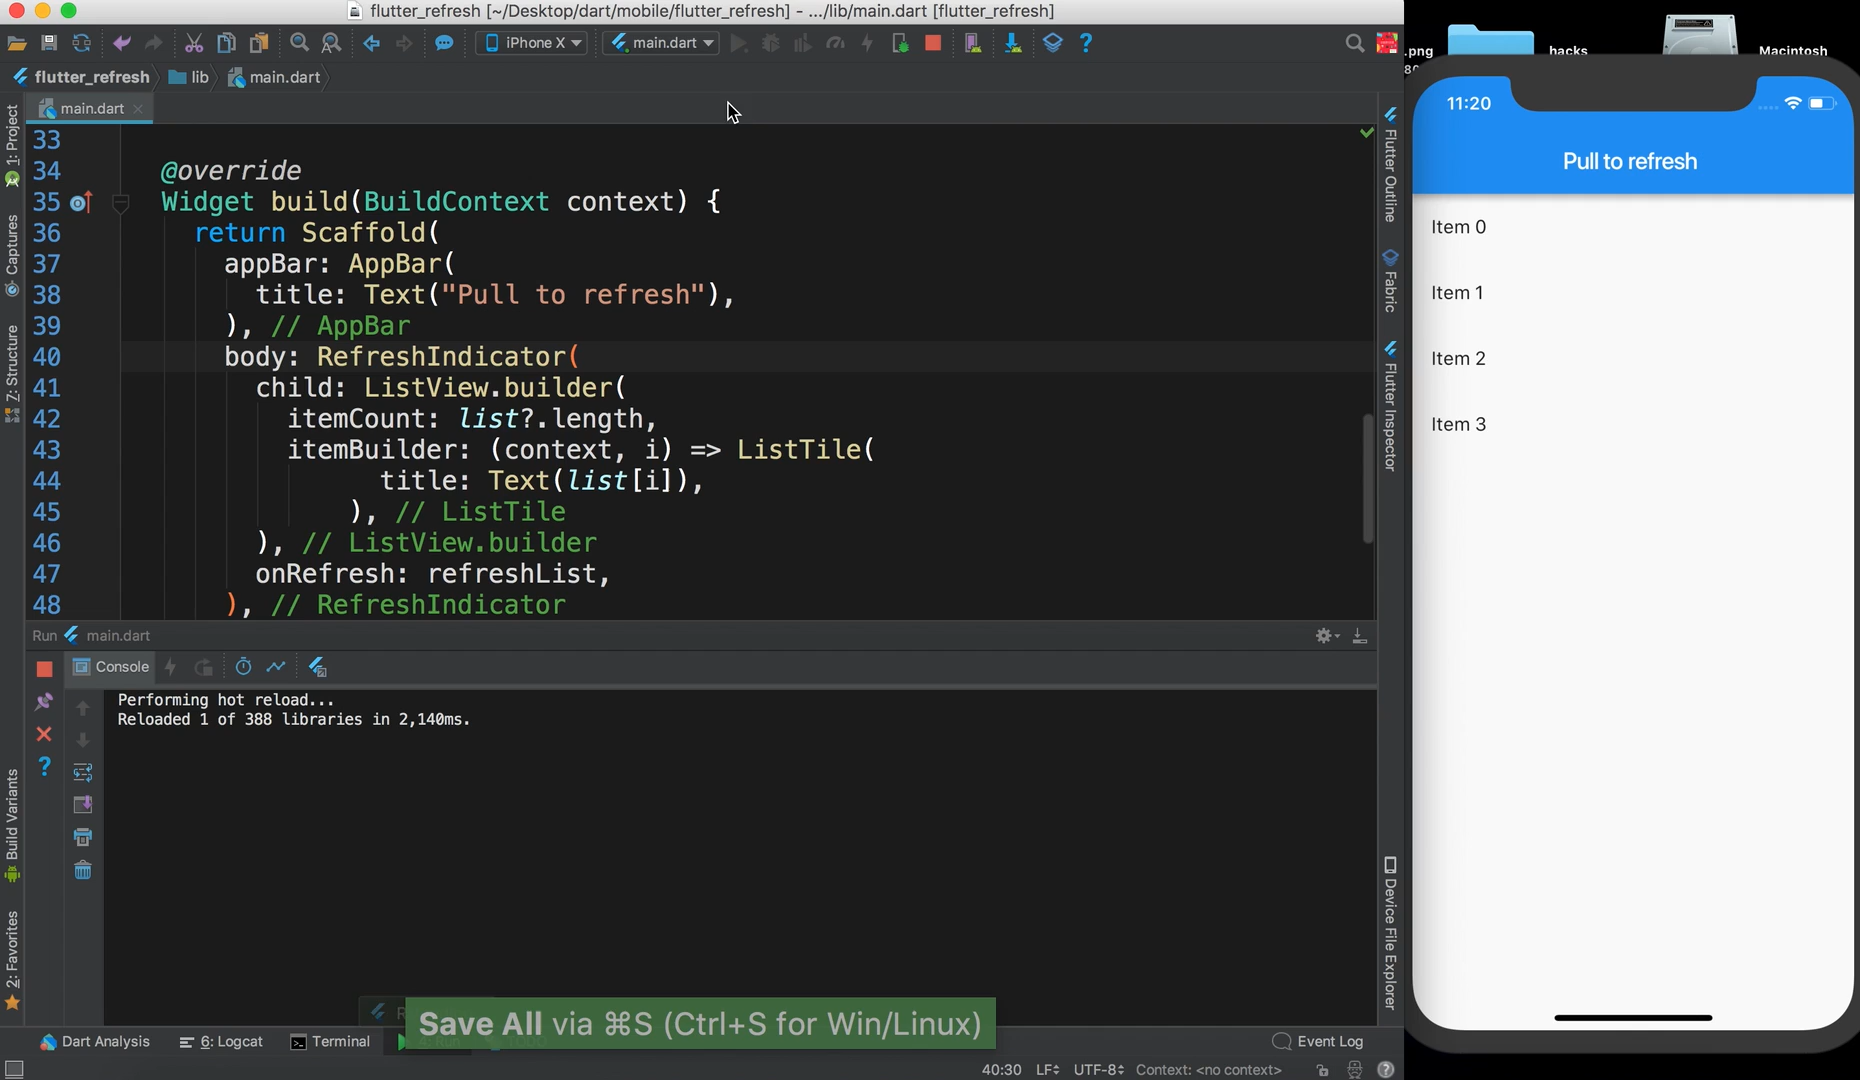 flutter_refresh [~/Desktop/dart/mobile/flutter_refresh] - .../lib/main.dart [flutter_refresh]
iPhone X
main.dart
flutter_refresh
lib
main.dart
main.dart
1: Project
Captures
Z: Structure
Build Variants
2: Favorites
33
34 @override
35 Widget build(BuildContext context) {
36 return Scaffold(
37 appBar: AppBar(
38 title: Text("Pull to refresh"),
39 ), // AppBar
40 body: RefreshIndicator(
41 child: ListView.builder(
42 itemCount: list?.length,
43 itemBuilder: (context, i) => ListTile(
44 title: Text(list[i]),
45 ), // ListTile
46 ), // ListView.builder
47 onRefresh: refreshList,
48 ), // RefreshIndicator
Run main.dart
Console
Performing hot reload...
Reloaded 1 of 388 libraries in 2,140ms.
Save All via ⌘S (Ctrl+S for Win/Linux)
Dart Analysis
6: Logcat
Terminal
Event Log
40:30
LF
UTF-8
Context: <no context>
Flutter Outline
Fabric
Flutter Inspector
Device File Explorer
.png
hacks
Macintosh
11:20
Pull to refresh
Item 0
Item 1
Item 2
Item 3